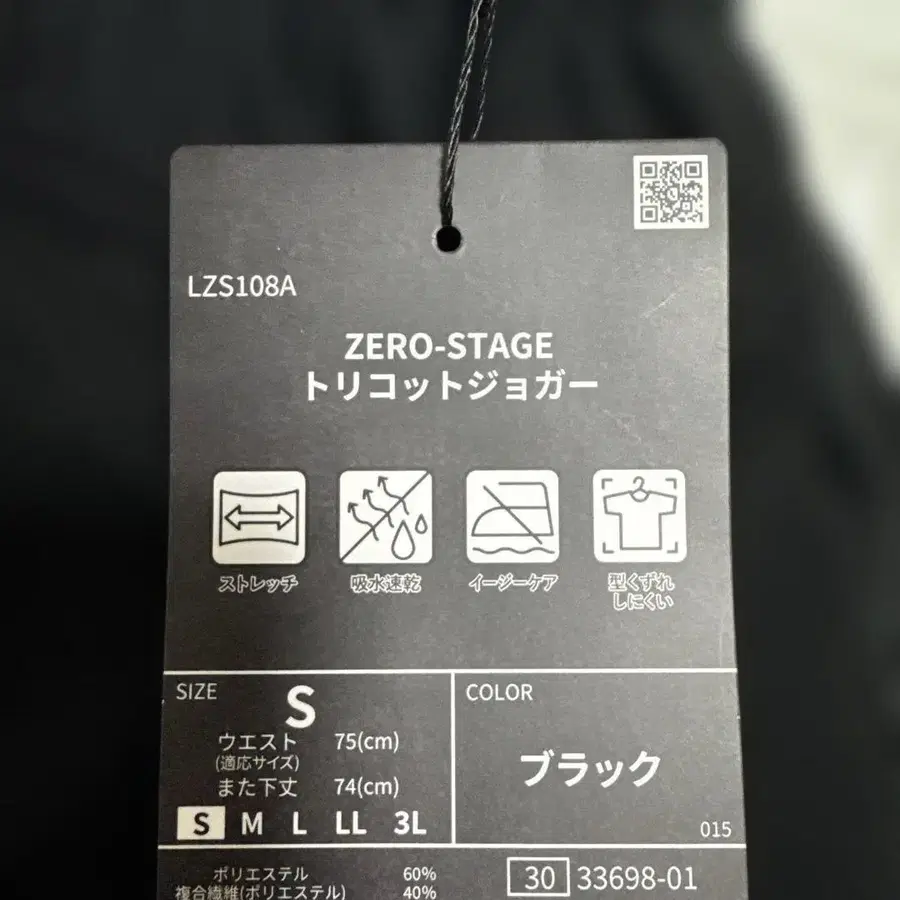 LZS108A
ZERO-STAGE
トリコットジョガー
ストレッチ
吸水速乾
イージーケア
型くずれ
しにくい
SIZE
S
ウエスト 75(cm)
(適応サイズ)
また下丈 74(cm)
S M L LL 3L
COLOR
ブラック
015
ポリエステル 60%
複合繊維(ポリエステル) 40%
30 33698-01